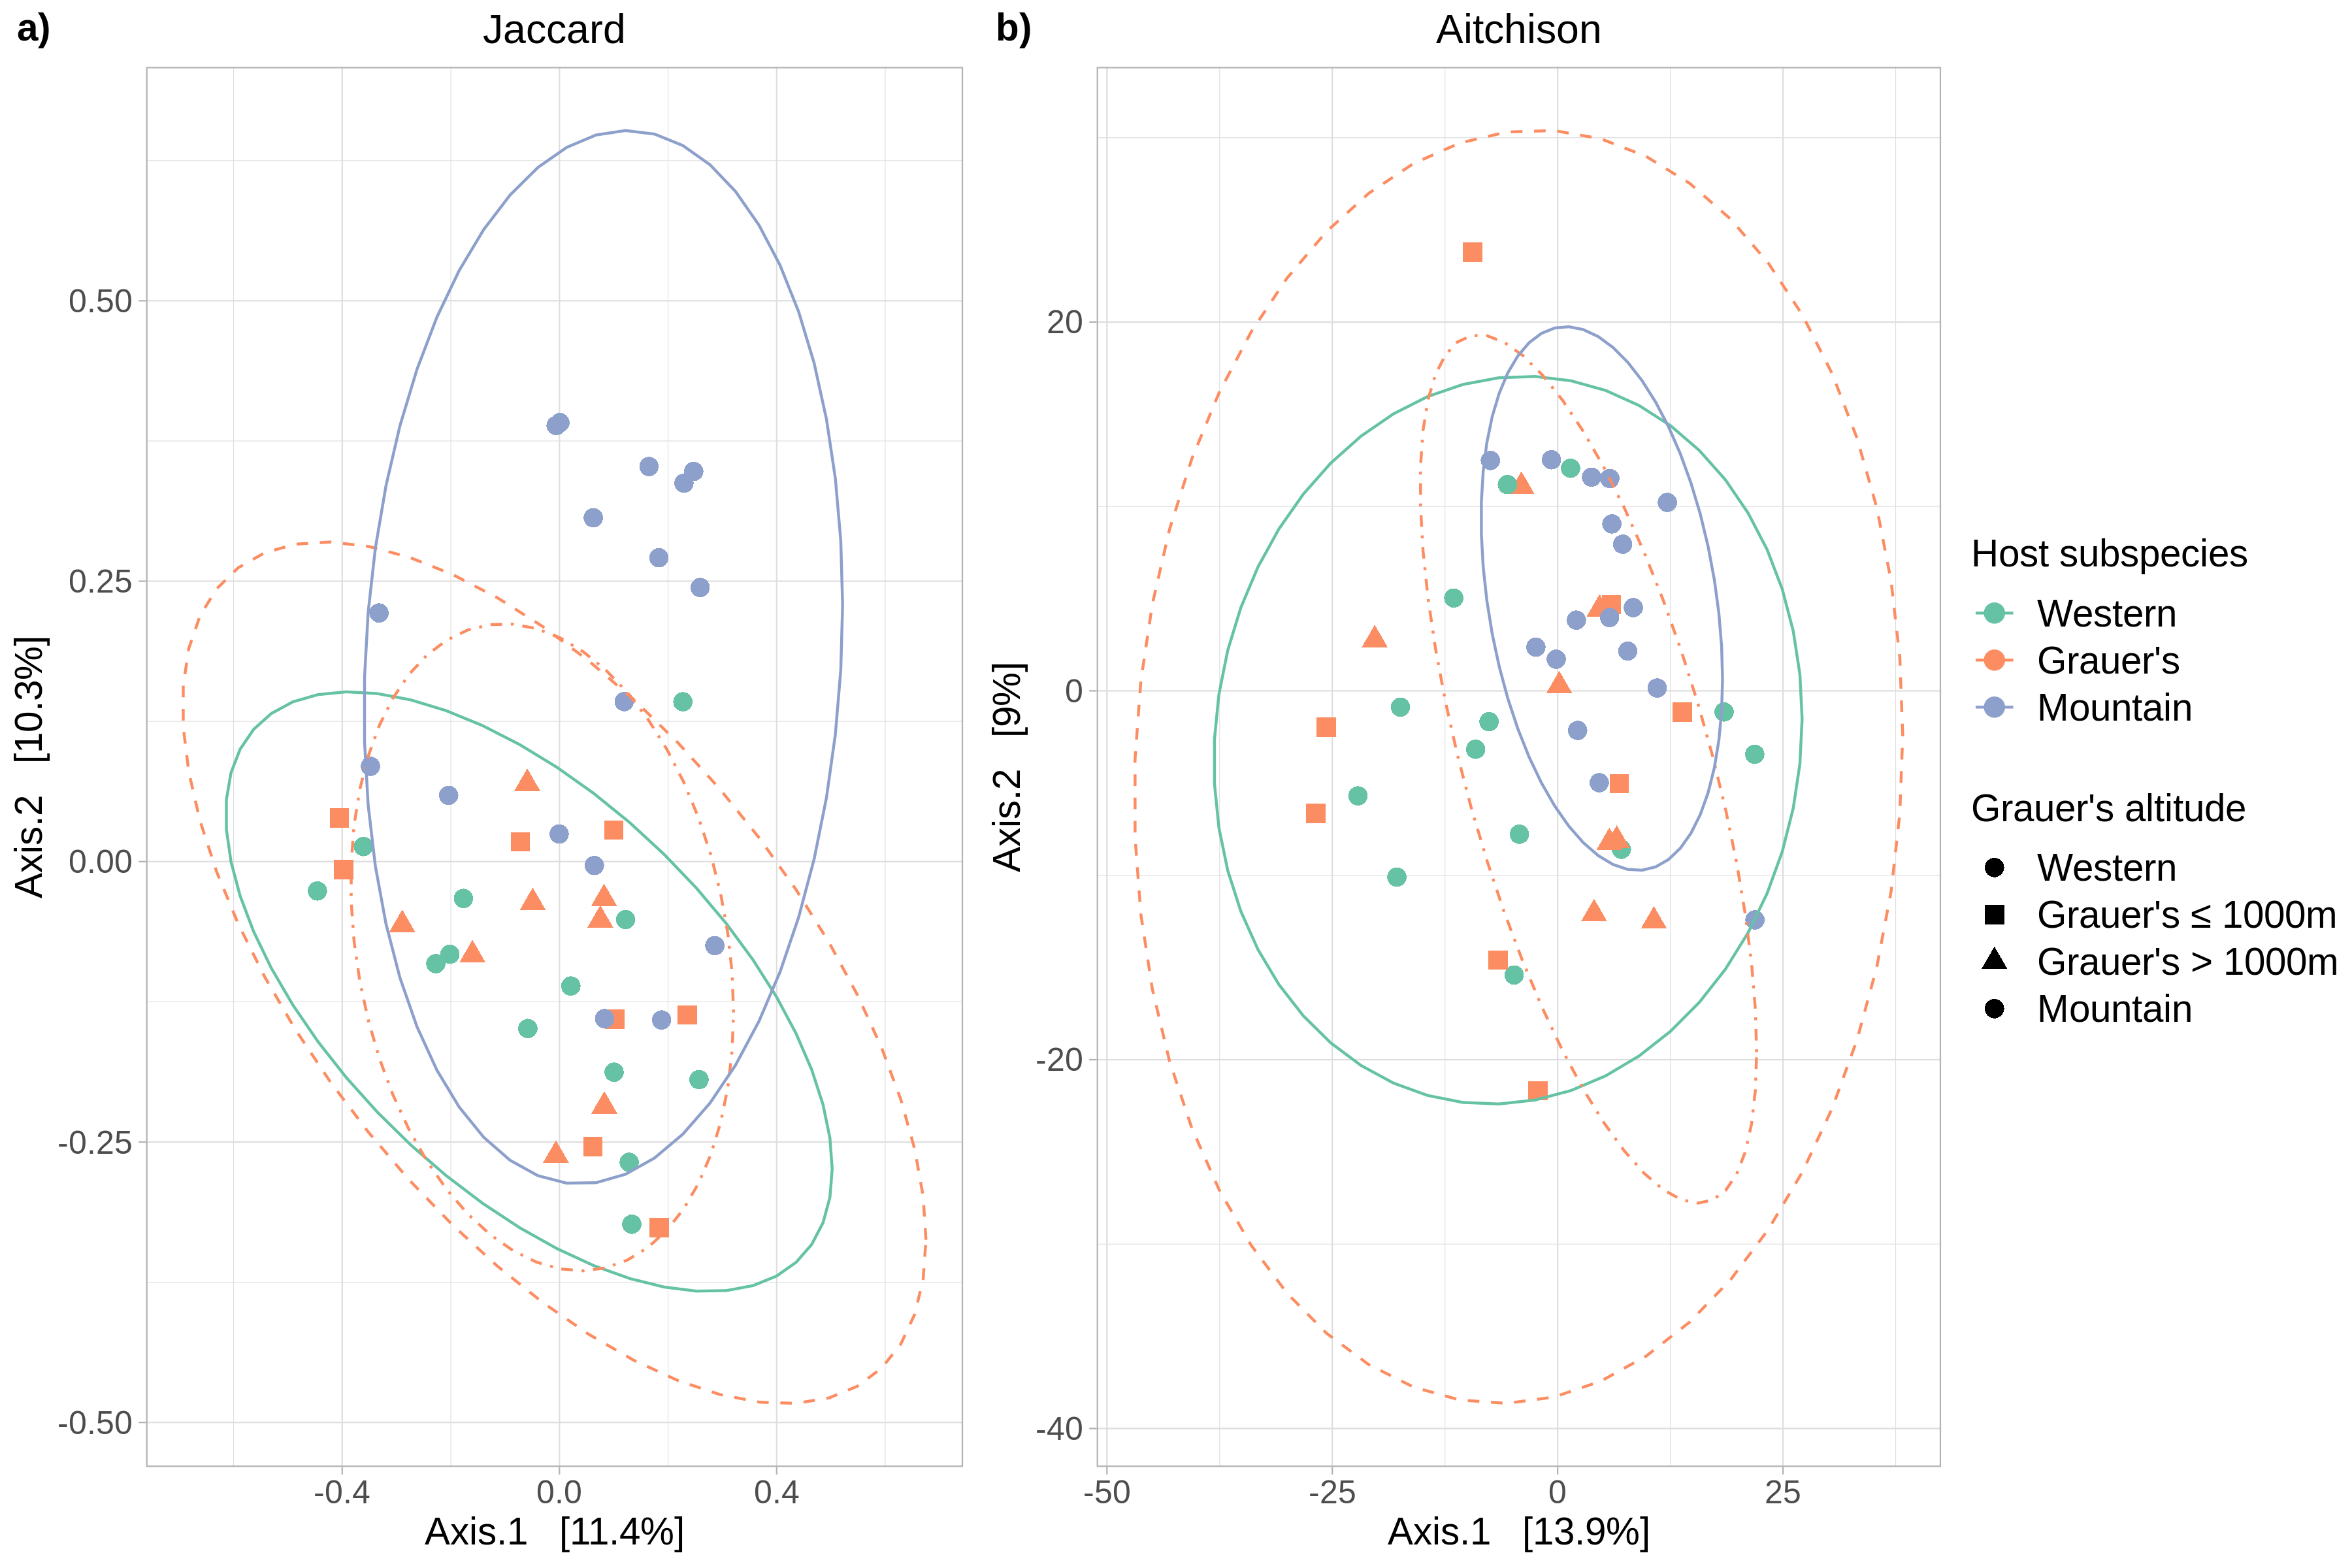 a) Jaccard
0.50
0.25
0.00
-0.25
-0.50
Axis.2 [10.3%]
-0.4 0.0 0.4
Axis.1 [11.4%]
b) Aitchison
20
0
-20
-40
Axis.2 [9%]
-50 -25 0 25
Axis.1 [13.9%]
Host subspecies
Western
Grauer's
Mountain
Grauer's altitude
Western
Grauer's ≤ 1000m
Grauer's > 1000m
Mountain